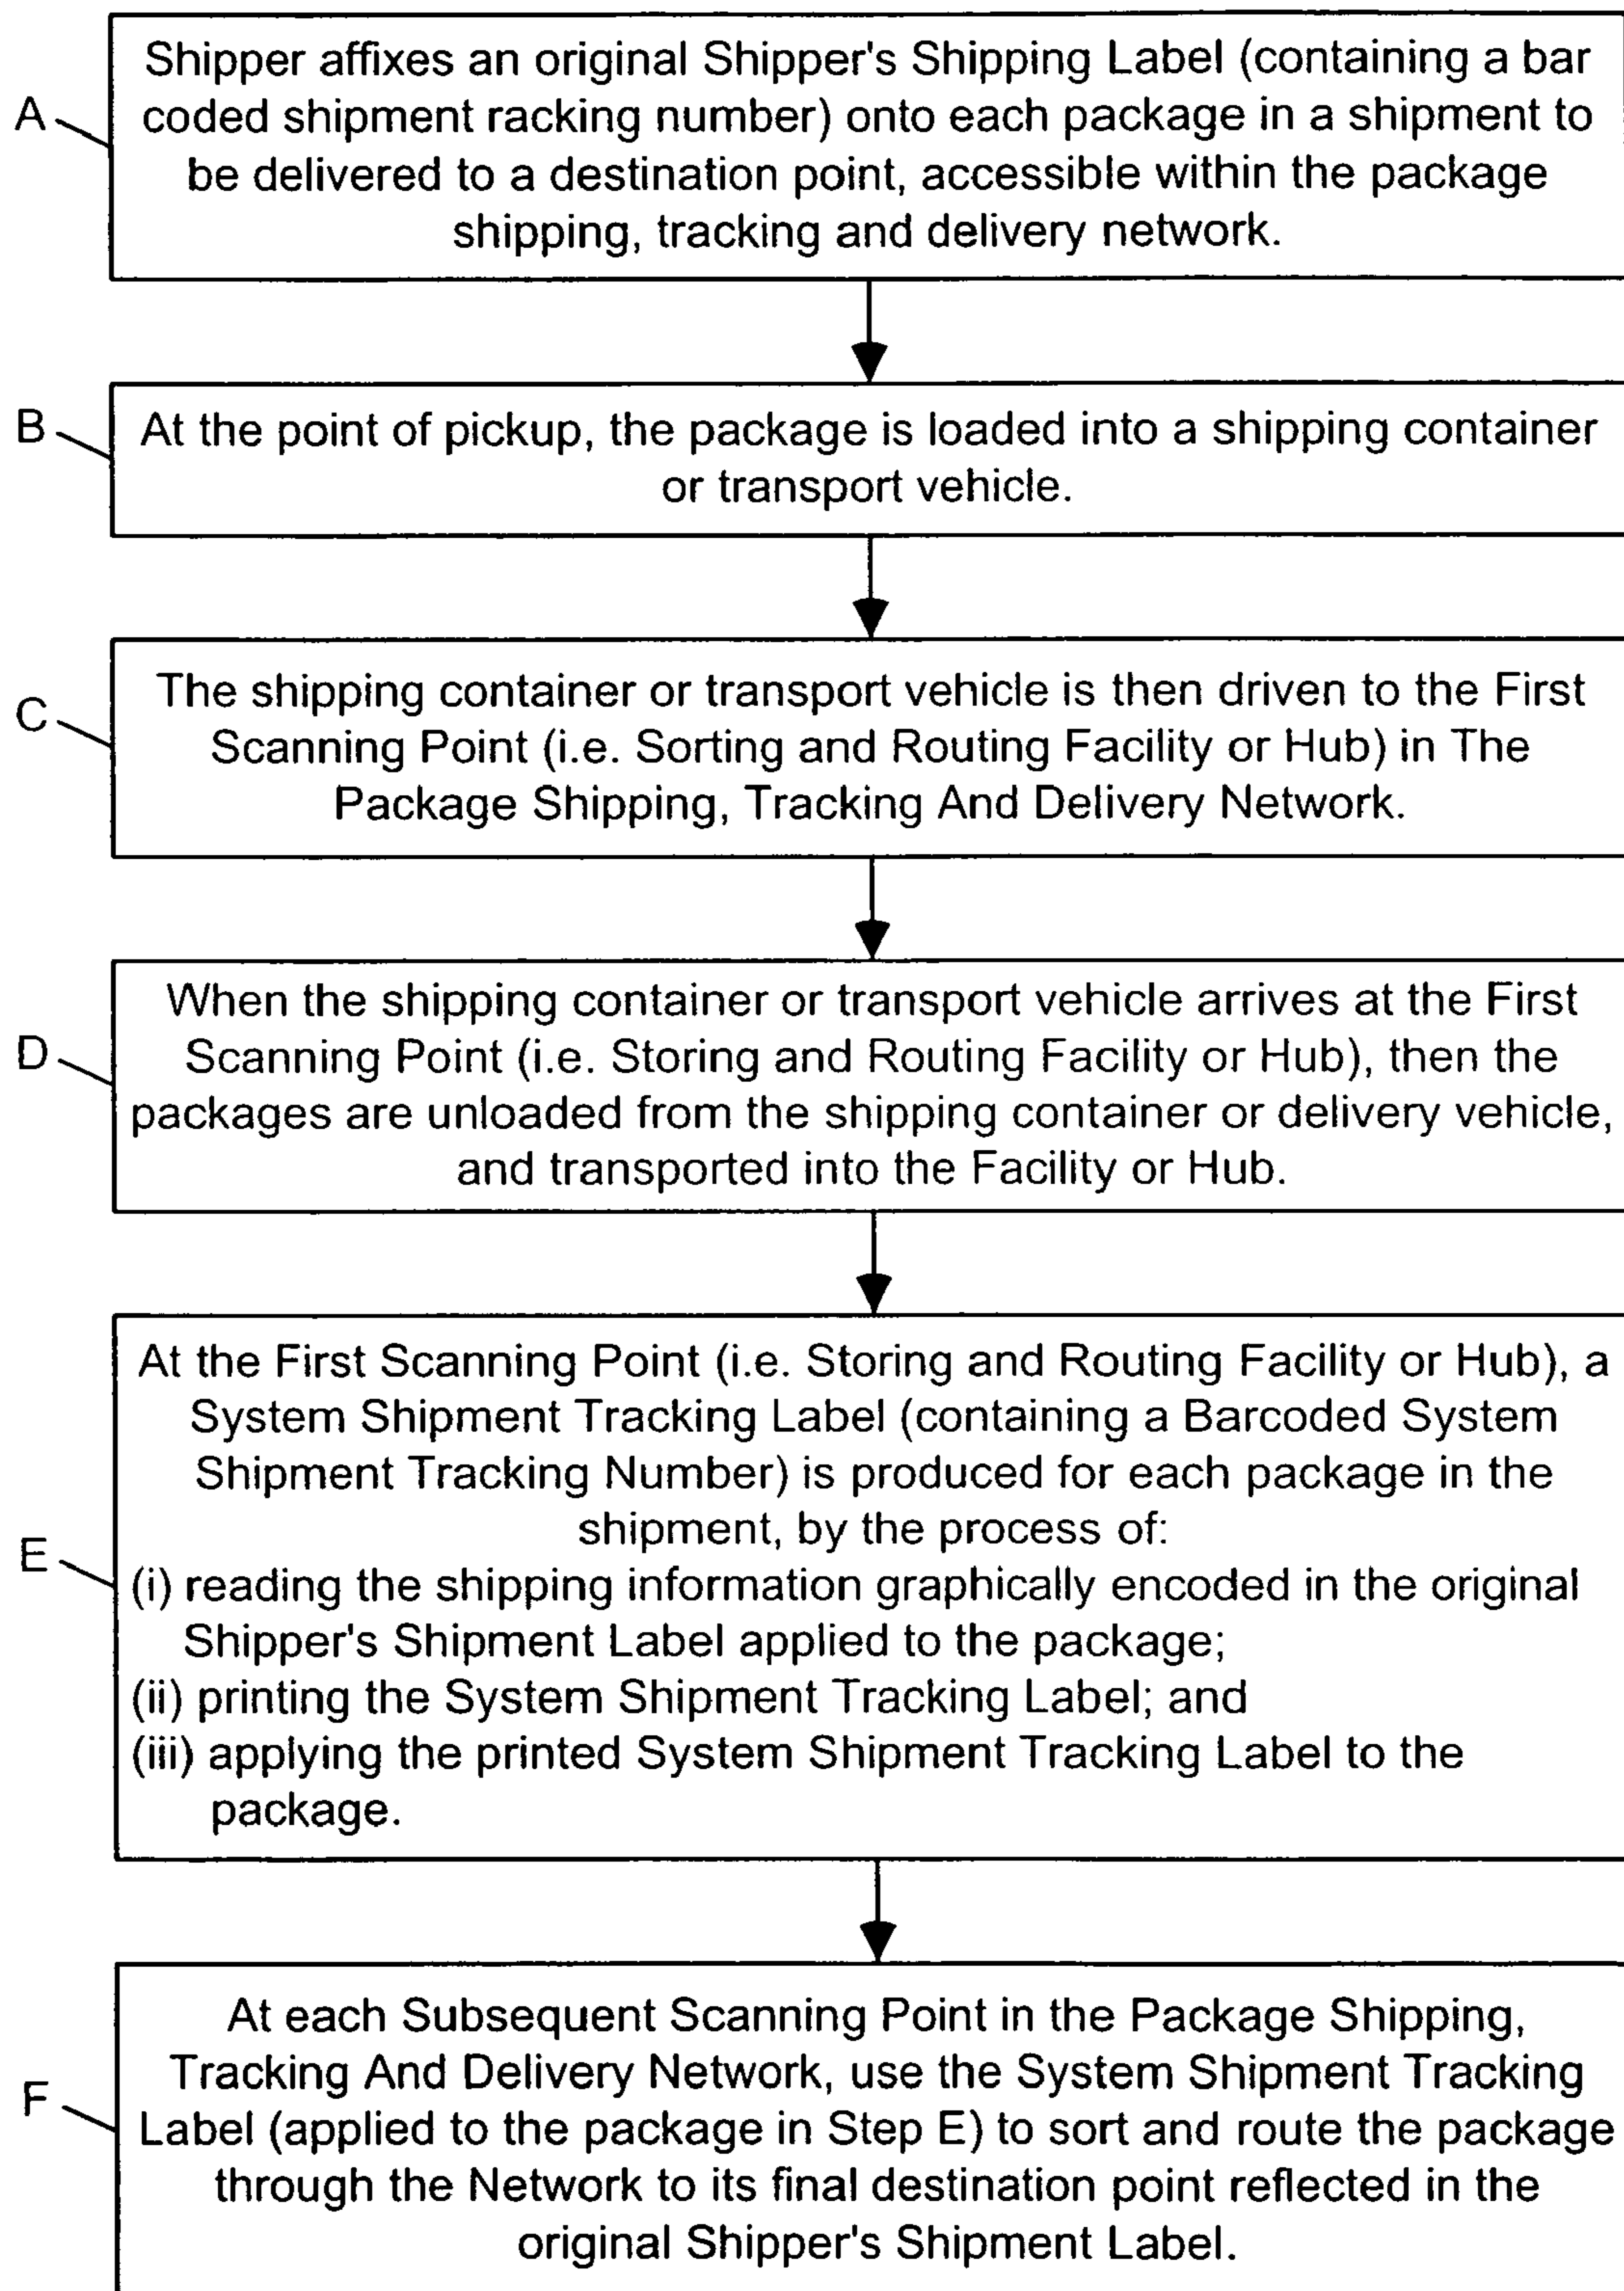 A
Shipper affixes an original Shipper's Shipping Label (containing a bar
coded shipment racking number) onto each package in a shipment to
be delivered to a destination point, accessible within the package
shipping, tracking and delivery network.
B
At the point of pickup, the package is loaded into a shipping container
or transport vehicle.
C
The shipping container or transport vehicle is then driven to the First
Scanning Point (i.e. Sorting and Routing Facility or Hub) in The
Package Shipping, Tracking And Delivery Network.
D
When the shipping container or transport vehicle arrives at the First
Scanning Point (i.e. Storing and Routing Facility or Hub), then the
packages are unloaded from the shipping container or delivery vehicle,
and transported into the Facility or Hub.
E
At the First Scanning Point (i.e. Storing and Routing Facility or Hub), a
System Shipment Tracking Label (containing a Barcoded System
Shipment Tracking Number) is produced for each package in the
shipment, by the process of:
(i) reading the shipping information graphically encoded in the original
Shipper's Shipment Label applied to the package;
(ii) printing the System Shipment Tracking Label; and
(iii) applying the printed System Shipment Tracking Label to the
package.
F
At each Subsequent Scanning Point in the Package Shipping,
Tracking And Delivery Network, use the System Shipment Tracking
Label (applied to the package in Step E) to sort and route the package
through the Network to its final destination point reflected in the
original Shipper's Shipment Label.